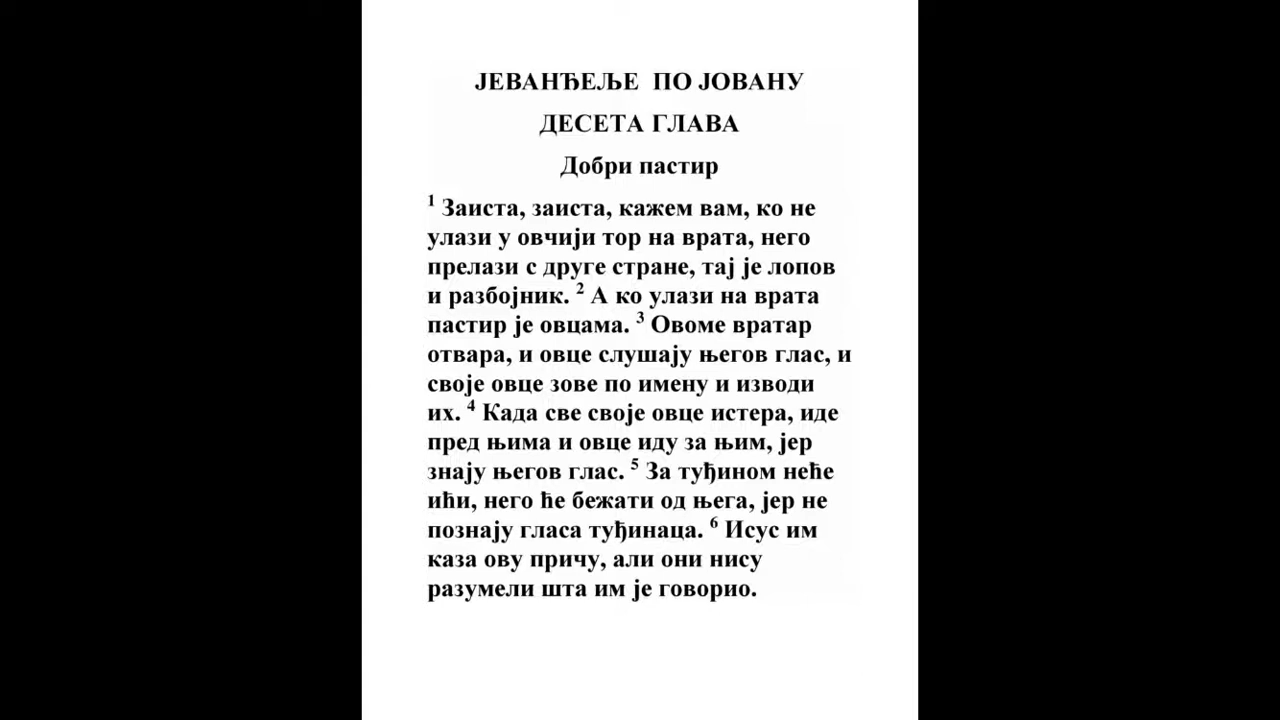 ЈЕВАНЂЕЉЕ ПО ЈОВАНУ
ДЕСЕТА ГЛАВА
Добри пастир
1 Заиста, заиста, кажем вам, ко не
улази у овчији тор на врата, него
прелази с друге стране, тај је лопов
и разбојник. 2 А ко улази на врата
пастир је овцама. 3 Овоме вратар
отвара, и овце слушају његов глас, и
своје овце зове по имену и изводи
их. 4 Када све своје овце истера, иде
пред њима и овце иду за њим, јер
знају његов глас. 5 За туђином неће
ићи, него ће бежати од њега, јер не
познају гласа туђинаца. 6 Исус им
каза ову причу, али они нису
разумели шта им је говорио.